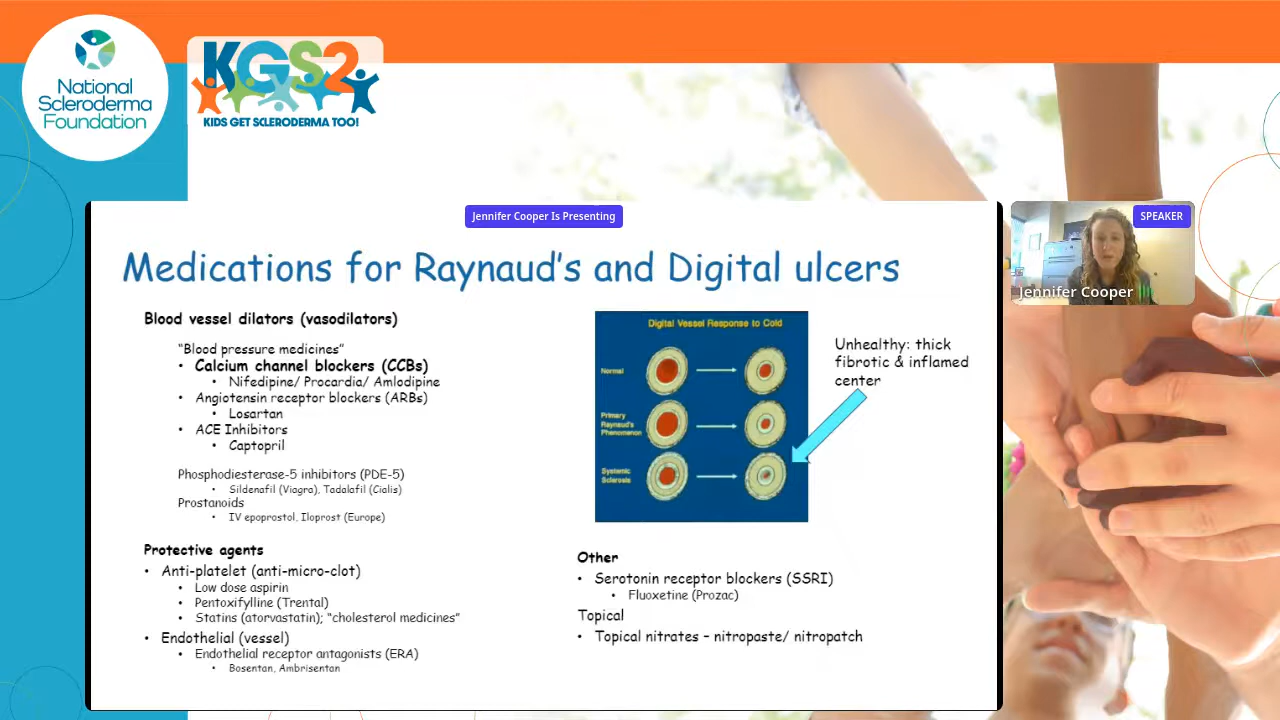 National
Scleroderma
Foundation
KGS2
KIDS GET SCLERODERMA TOO!
Jennifer Cooper Is Presenting
SPEAKER
Jennifer Cooper
Medications for Raynaud's and Digital ulcers
Blood vessel dilators (vasodilators)
"Blood pressure medicines"
• Calcium channel blockers (CCBs)
• Nifedipine/ Procardia/ Amlodipine
• Angiotensin receptor blockers (ARBs)
• Losartan
• ACE Inhibitors
• Captopril
Phosphodiesterase-5 inhibitors (PDE-5)
• Sildenafil (Viagra), Tadalafil (Cialis)
Prostanoids
• IV epoprostol, Iloprost (Europe)
Protective agents
• Anti-platelet (anti-micro-clot)
• Low dose aspirin
• Pentoxifylline (Trental)
• Statins (atorvastatin); "cholesterol medicines"
• Endothelial (vessel)
• Endothelial receptor antagonists (ERA)
• Bosentan, Ambrisentan
Digital Vessel Response to Cold
Normal
Primary
Raynaud's
Phenomenon
Systemic
Sclerosis
Unhealthy: thick
fibrotic & inflamed
center
Other
• Serotonin receptor blockers (SSRI)
• Fluoxetine (Prozac)
Topical
• Topical nitrates – nitropaste/ nitropatch